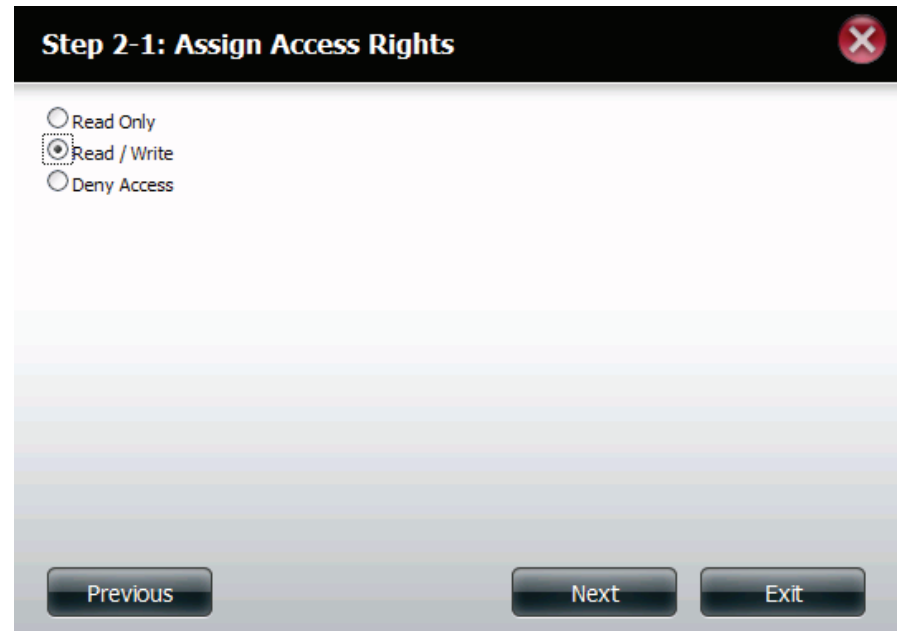 Step 2-1: Assign Access Rights
Read Only
Read / Write
Deny Access
Previous Next Exit